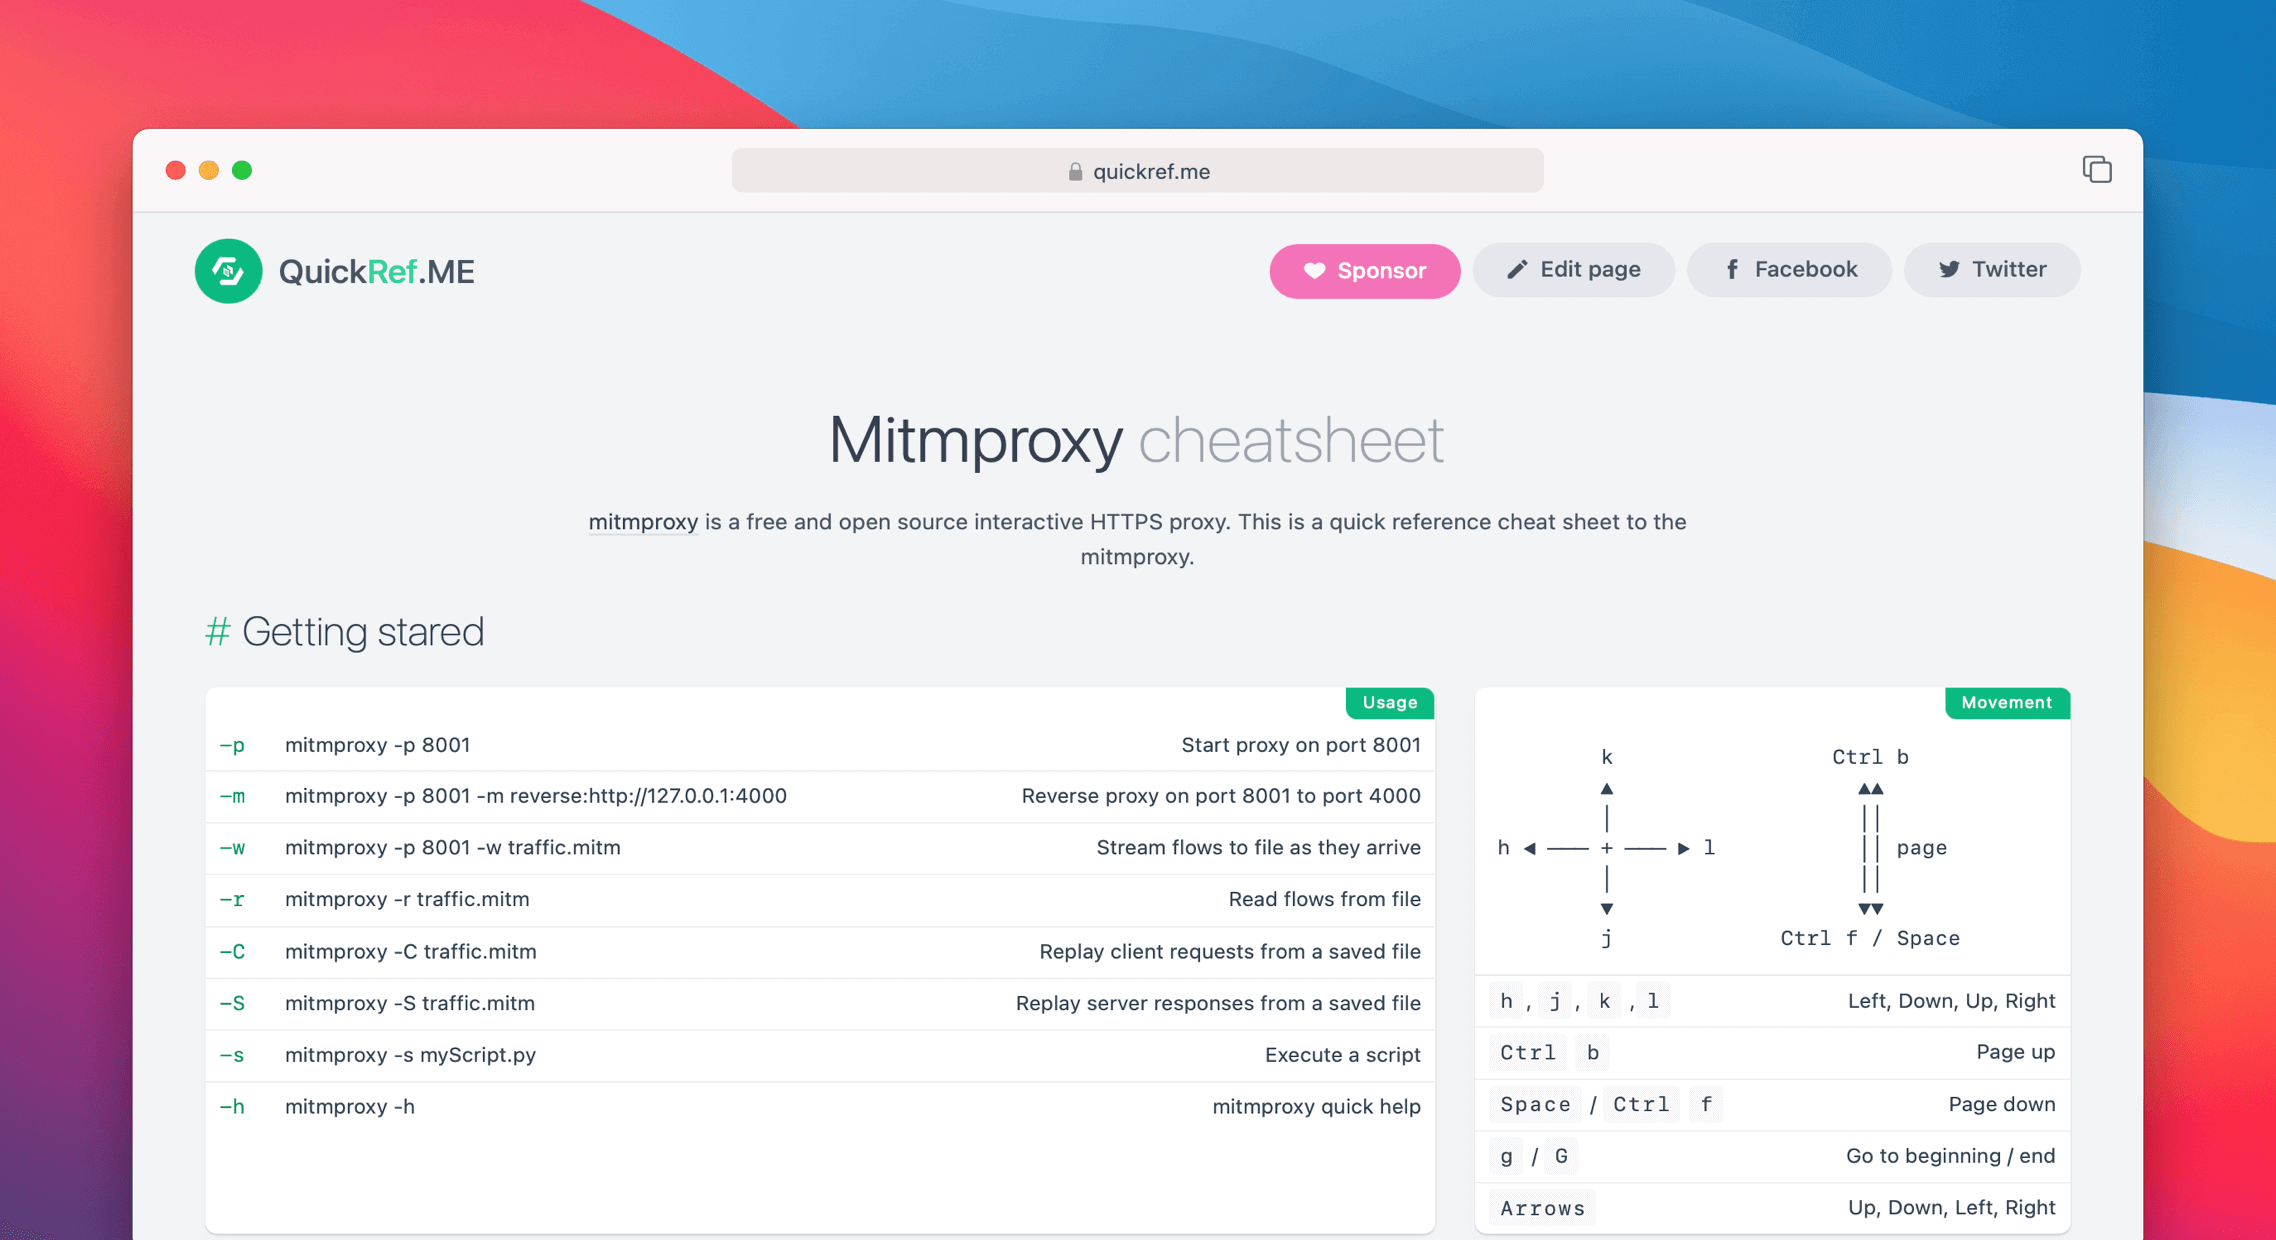 quickref.me
QuickRef.ME
Sponsor
Edit page
Facebook
Twitter
Mitmproxy cheatsheet
mitmproxy is a free and open source interactive HTTPS proxy. This is a quick reference cheat sheet to the
mitmproxy.
# Getting stared
Usage
-p mitmproxy -p 8001 Start proxy on port 8001
-m mitmproxy -p 8001 -m reverse:http://127.0.0.1:4000 Reverse proxy on port 8001 to port 4000
-w mitmproxy -p 8001 -w traffic.mitm Stream flows to file as they arrive
-r mitmproxy -r traffic.mitm Read flows from file
-C mitmproxy -C traffic.mitm Replay client requests from a saved file
-S mitmproxy -S traffic.mitm Replay server responses from a saved file
-s mitmproxy -s myScript.py Execute a script
-h mitmproxy -h mitmproxy quick help
Movement
k Ctrl b
▲ ▲▲
│ ││
h ◀ ─── + ─── ▶ l ││ page
│ ││
▼ ▼▼
j Ctrl f / Space
h , j , k , l Left, Down, Up, Right
Ctrl b Page up
Space / Ctrl f Page down
g / G Go to beginning / end
Arrows Up, Down, Left, Right